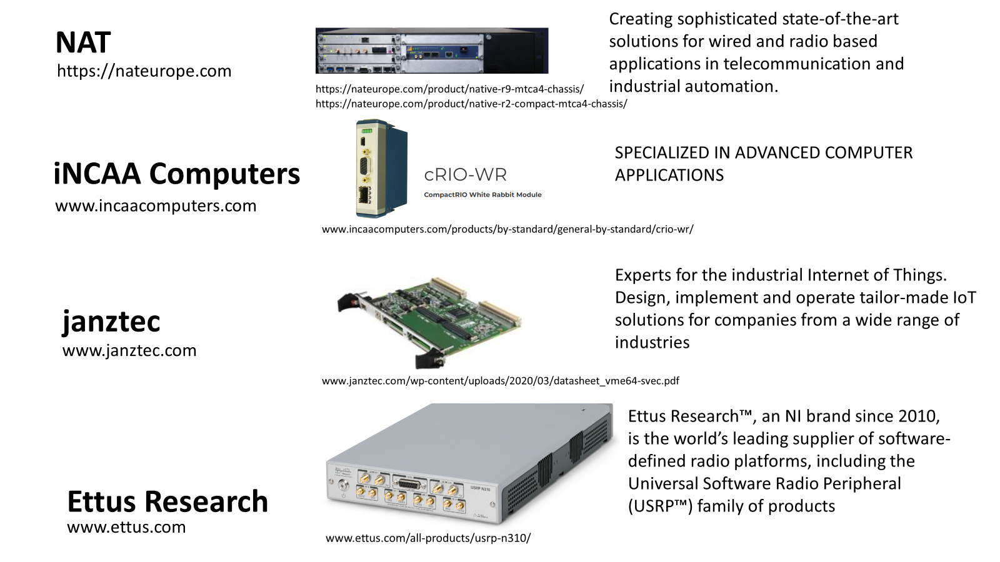 NAT
https://nateurope.com
https://nateurope.com/product/native-r9-mtca4-chassis/
https://nateurope.com/product/native-r2-compact-mtca4-chassis/
Creating sophisticated state-of-the-art
solutions for wired and radio based
applications in telecommunication and
industrial automation.
iNCAA Computers
www.incaacomputers.com
cRIO-WR
CompactRIO White Rabbit Module
www.incaacomputers.com/products/by-standard/general-by-standard/crio-wr/
SPECIALIZED IN ADVANCED COMPUTER
APPLICATIONS
janztec
www.janztec.com
www.janztec.com/wp-content/uploads/2020/03/datasheet_vme64-svec.pdf
Experts for the industrial Internet of Things.
Design, implement and operate tailor-made IoT
solutions for companies from a wide range of
industries
Ettus Research
www.ettus.com
USRP N310
www.ettus.com/all-products/usrp-n310/
Ettus Research™, an NI brand since 2010,
is the world’s leading supplier of software-
defined radio platforms, including the
Universal Software Radio Peripheral
(USRP™) family of products